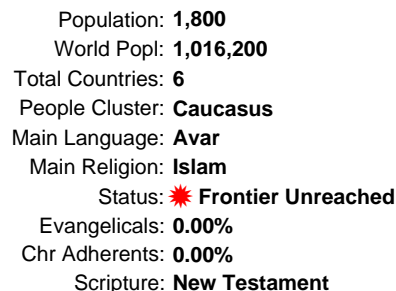 Population: 1,800
World Popl: 1,016,200
Total Countries: 6
People Cluster: Caucasus
Main Language: Avar
Main Religion: Islam
Status: Frontier Unreached
Evangelicals: 0.00%
Chr Adherents: 0.00%
Scripture: New Testament